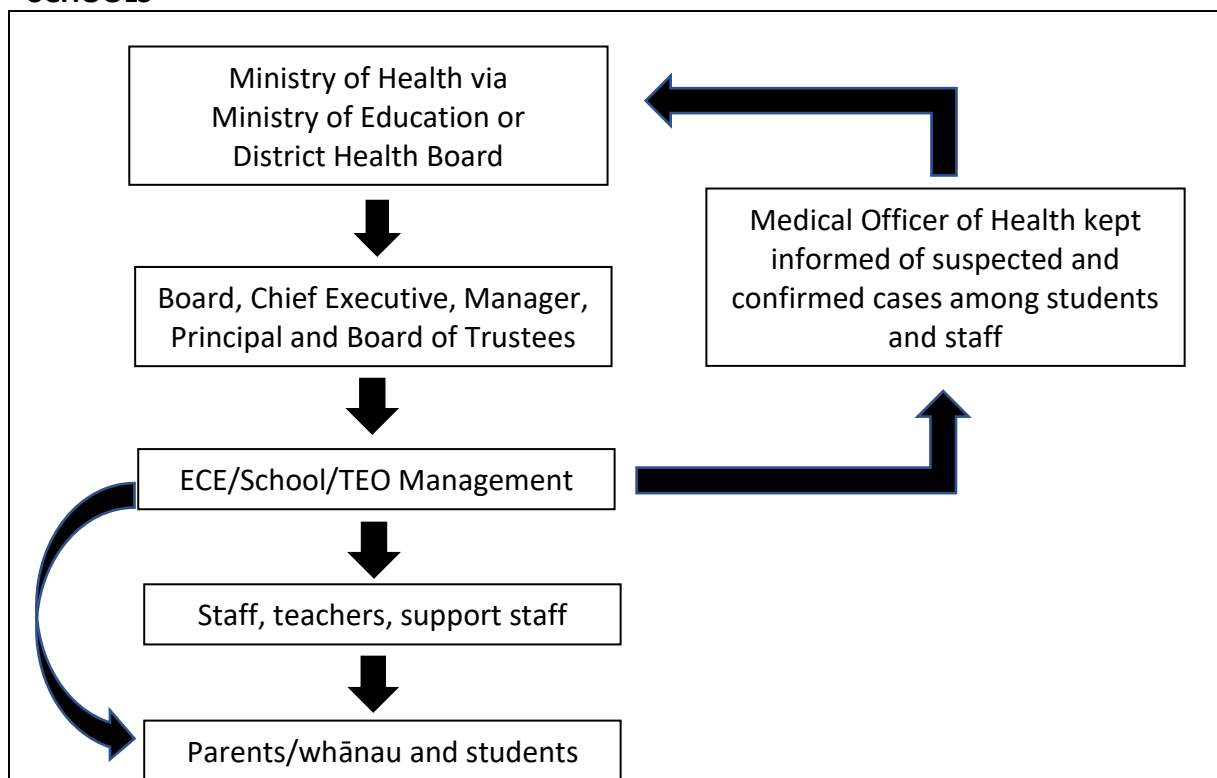 SCHOOLS
Ministry of Health via
Ministry of Education or
District Health Board
Medical Officer of Health kept
informed of suspected and
confirmed cases among students
and staff
Board, Chief Executive, Manager,
Principal and Board of Trustees
ECE/School/TEO Management
Staff, teachers, support staff
Parents/whānau and students